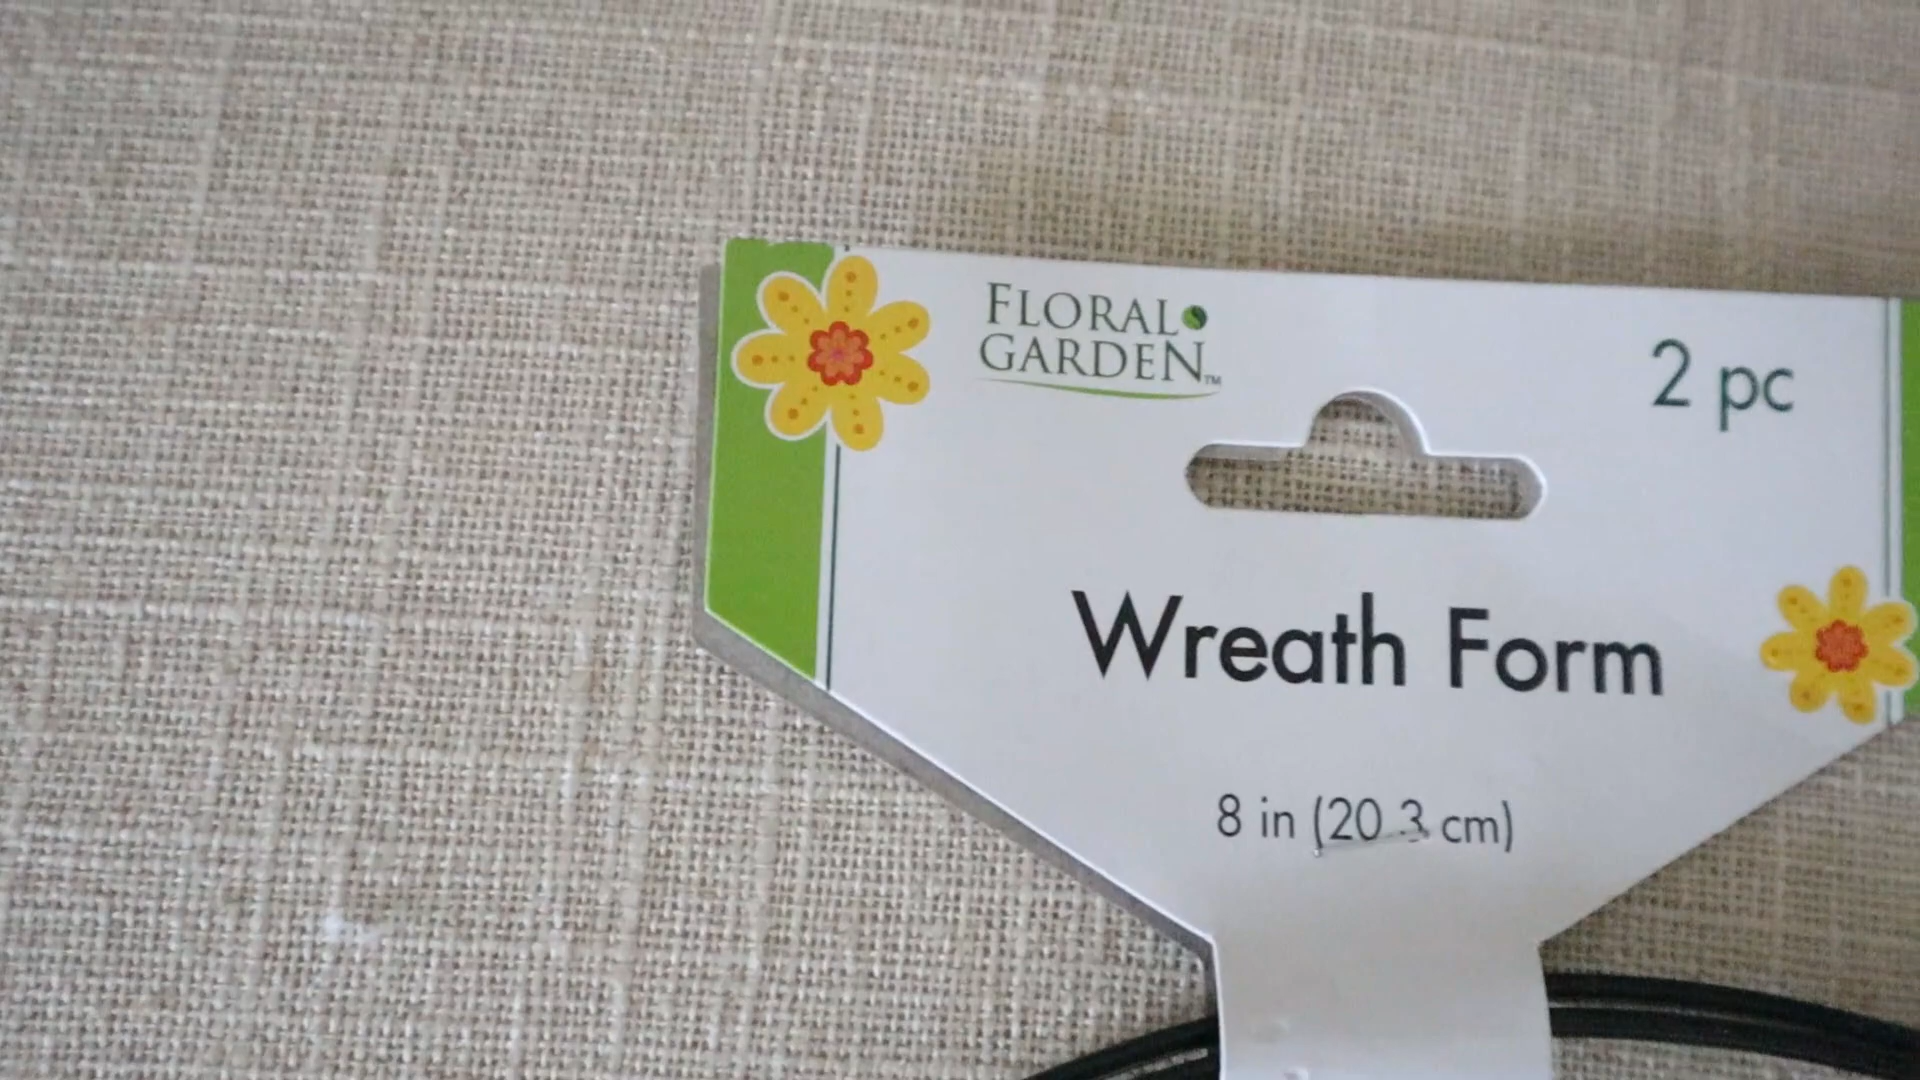 FLORAL
GARDEN™
2 pc
Wreath Form
8 in (20.3 cm)